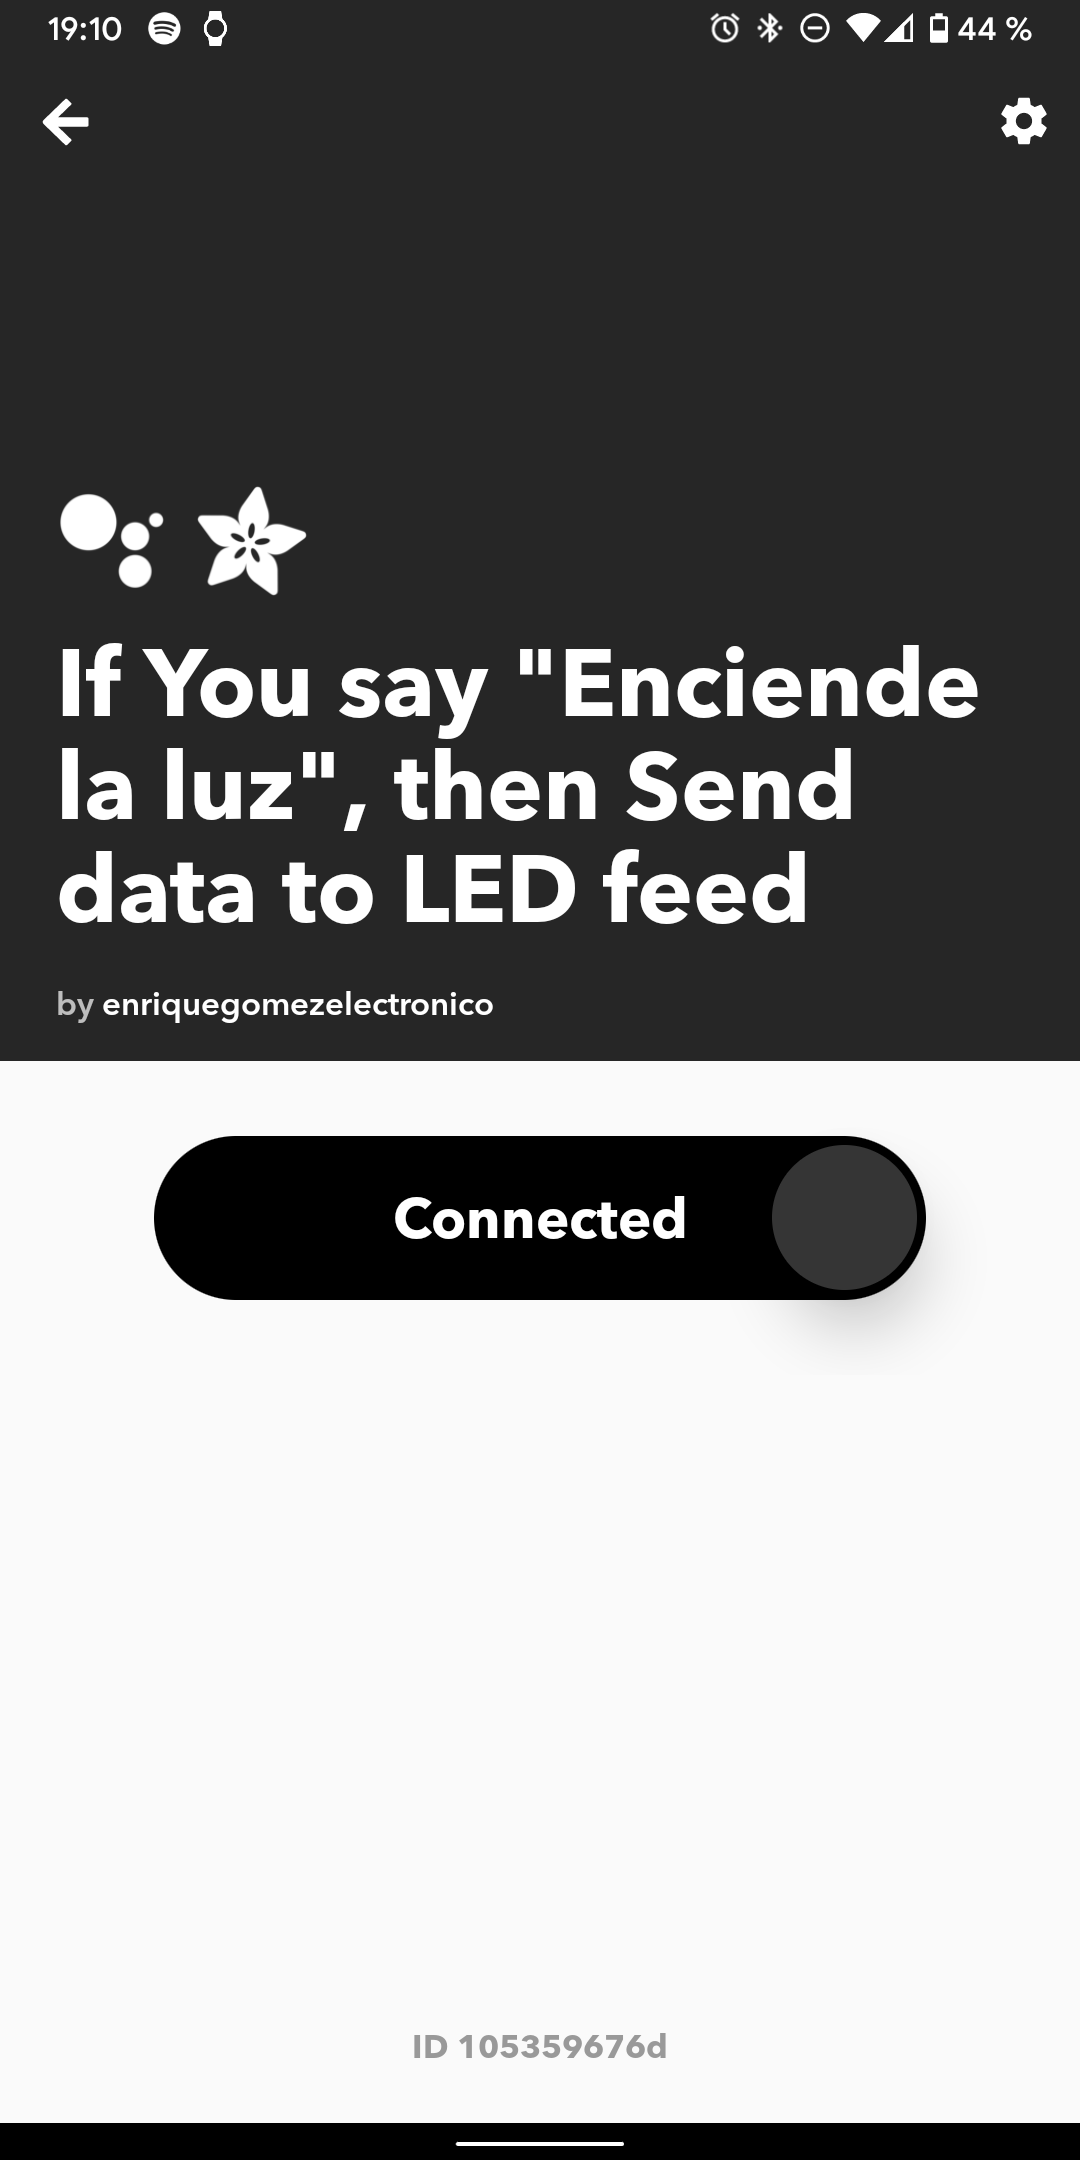 19:10
44 %
If You say "Enciende
la luz", then Send
data to LED feed
by enriquegomezelectronico
Connected
ID 105359676d